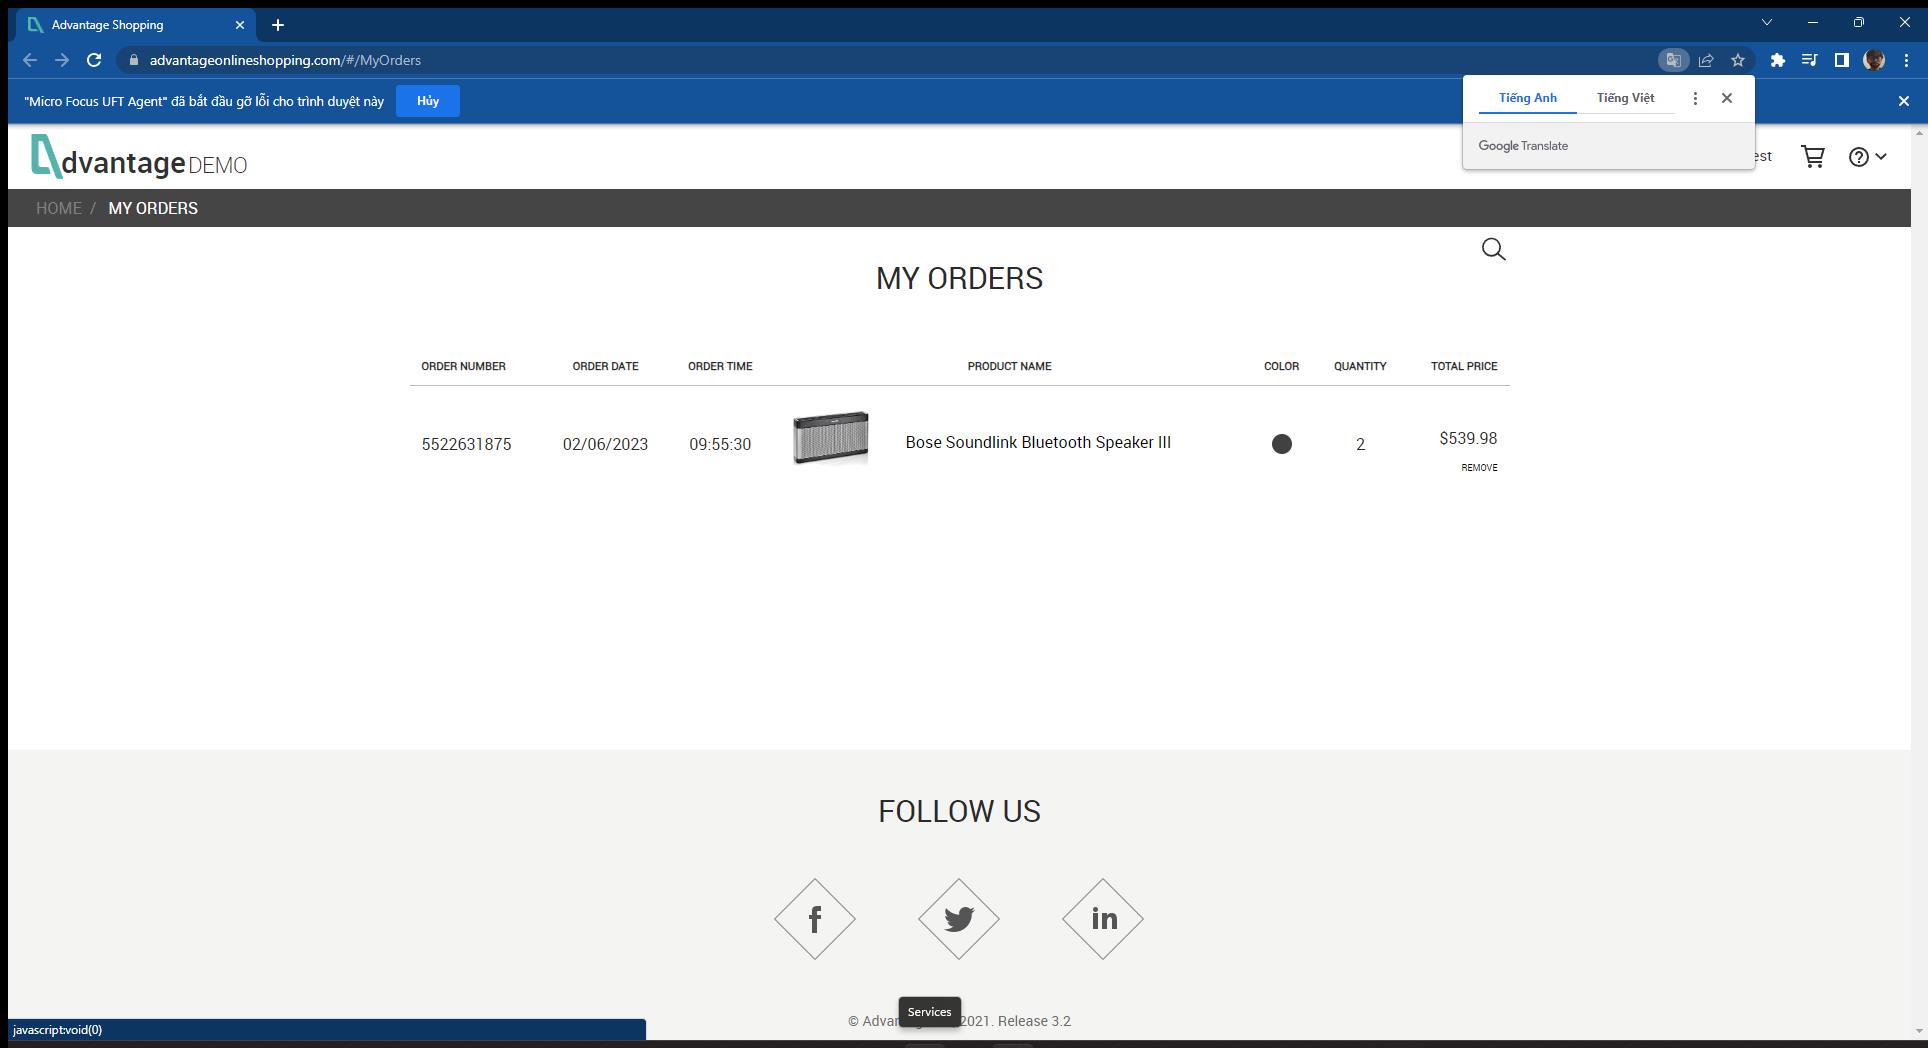 Advantage Shopping
advantageonlineshopping.com/#/MyOrders
"Micro Focus UFT Agent" đã bắt đầu gỡ lỗi cho trình duyệt này
Hủy
Tiếng Anh
Tiếng Việt
Google Translate
dvantage DEMO
est
HOME / MY ORDERS
MY ORDERS
ORDER NUMBER
ORDER DATE
ORDER TIME
PRODUCT NAME
COLOR
QUANTITY
TOTAL PRICE
5522631875
02/06/2023
09:55:30
Bose Soundlink Bluetooth Speaker III
2
$539.98
REMOVE
FOLLOW US
f
in
Services
© Advan
2021. Release 3.2
javascript:void(0)